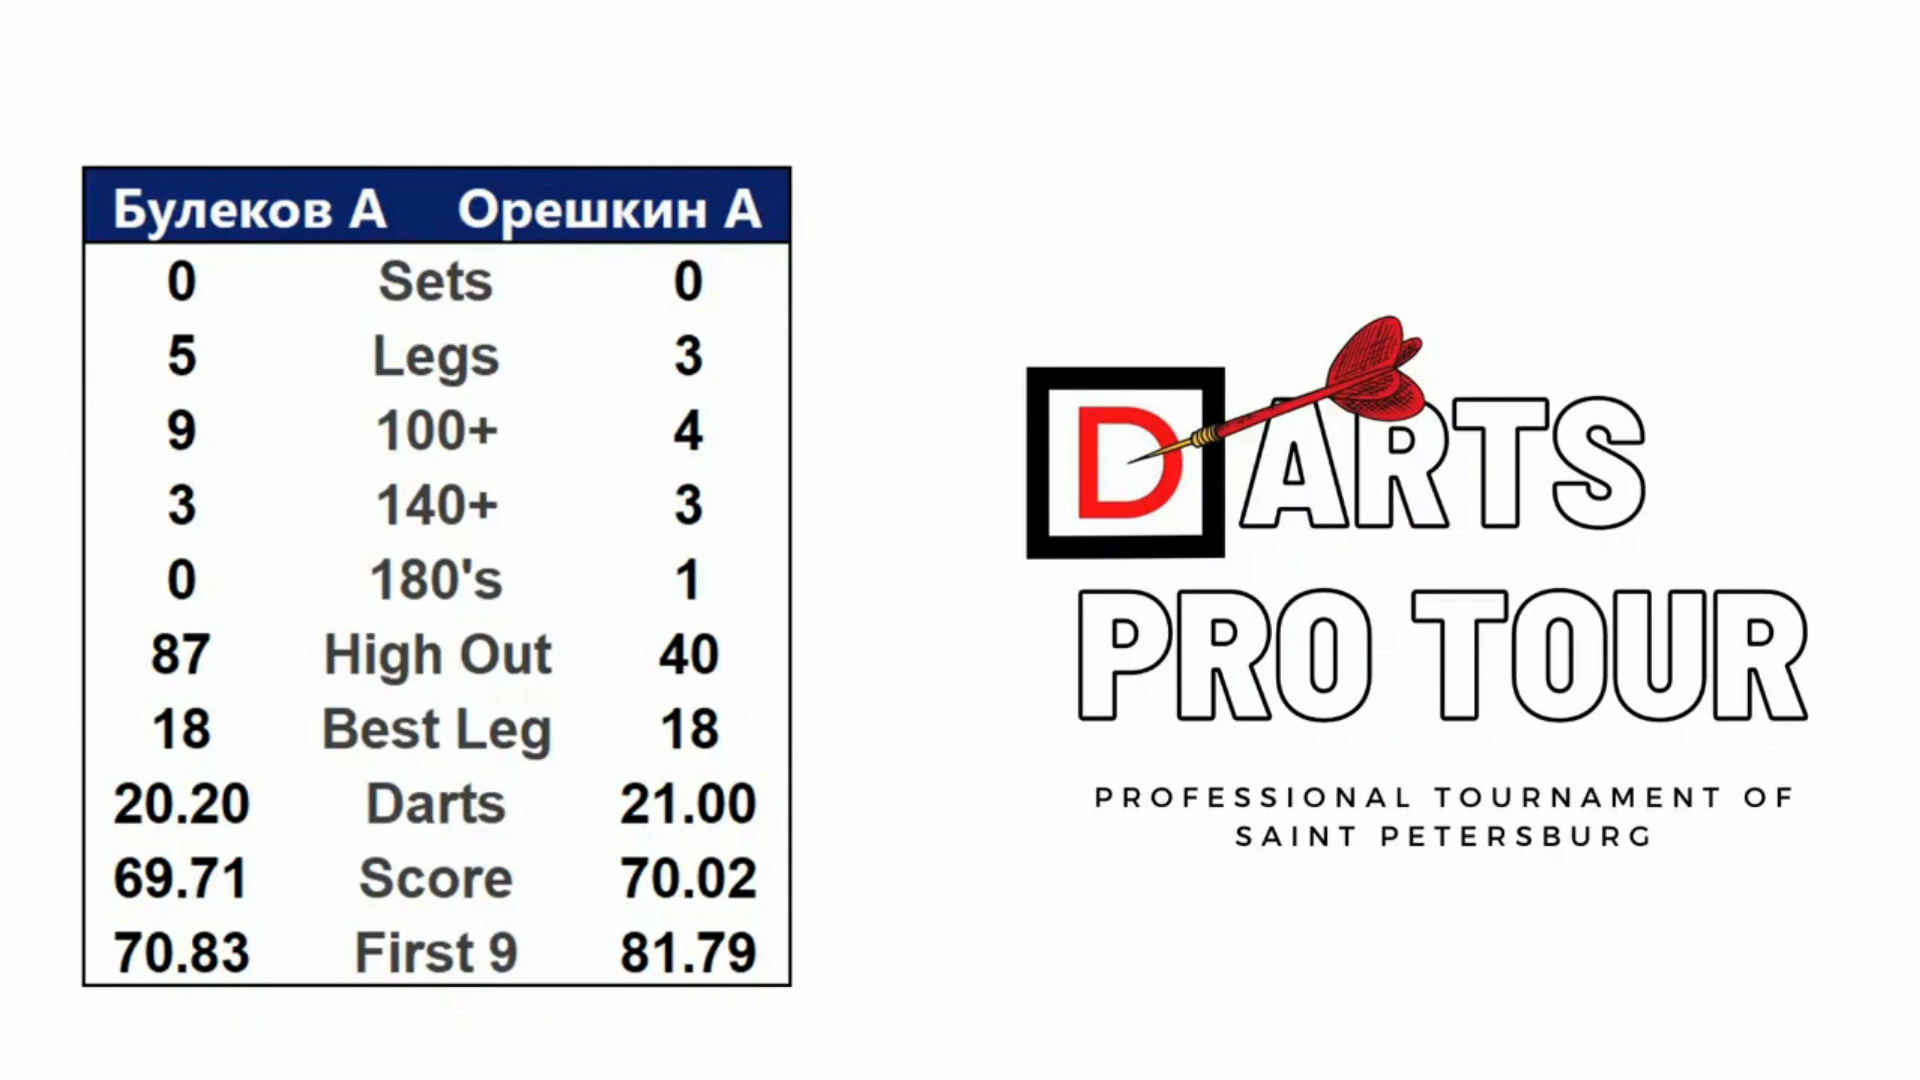 Булеков А Орешкин А
0 Sets 0
5 Legs 3
9 100+ 4
3 140+ 3
0 180's 1
87 High Out 40
18 Best Leg 18
20.20 Darts 21.00
69.71 Score 70.02
70.83 First 9 81.79
DARTS
PRO TOUR
PROFESSIONAL TOURNAMENT OF
SAINT PETERSBURG